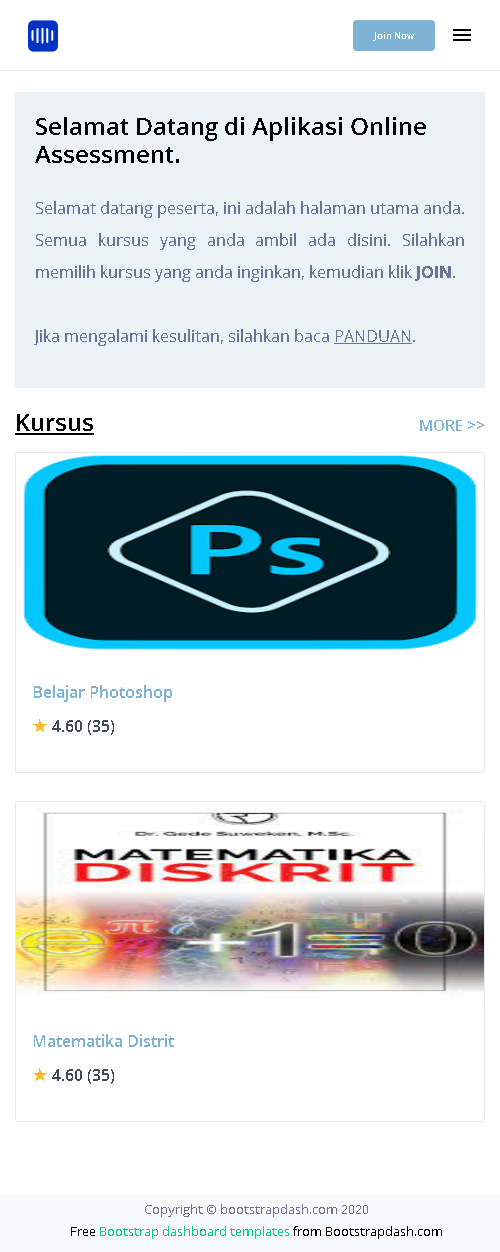 Join Now
Selamat Datang di Aplikasi Online
Assessment.
Selamat datang peserta, ini adalah halaman utama anda.
Semua kursus yang anda ambil ada disini. Silahkan
memilih kursus yang anda inginkan, kemudian klik JOIN.
Jika mengalami kesulitan, silahkan baca PANDUAN.
Kursus
MORE >>
Ps
Belajar Photoshop
★ 4.60 (35)
Dr. Gede Suweken, M.Sc.
MATEMATIKA
DISKRIT
e πi +1=0
Matematika Distrit
★ 4.60 (35)
Copyright © bootstrapdash.com 2020
Free Bootstrap dashboard templates from Bootstrapdash.com